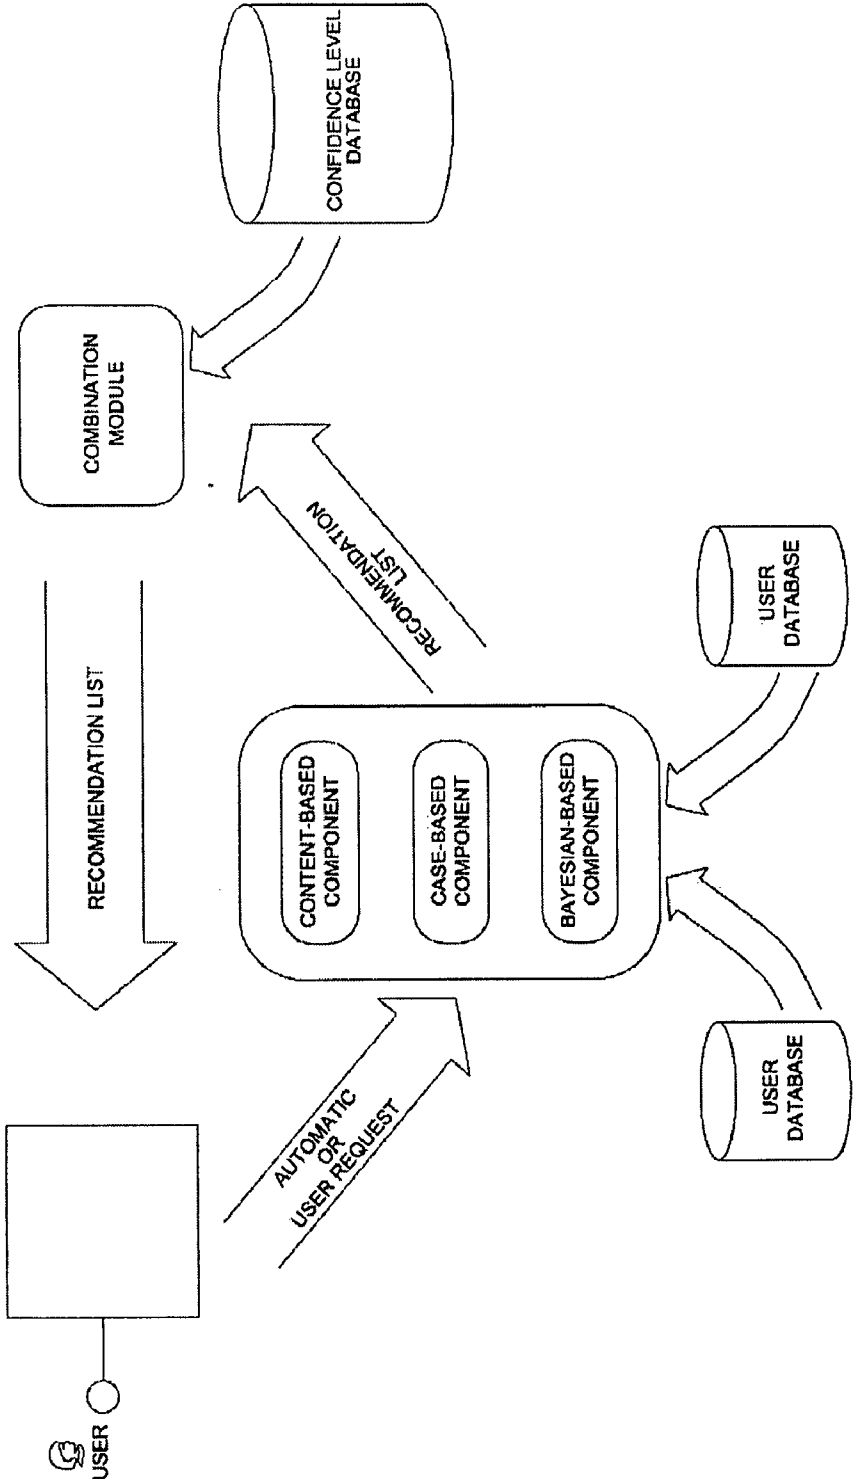 USER
RECOMMENDATION LIST
COMBINATION
MODULE
CONFIDENCE LEVEL
DATABASE
AUTOMATIC
OR
USER REQUEST
CONTENT-BASED
COMPONENT
CASE-BASED
COMPONENT
BAYESIAN-BASED
COMPONENT
RECOMMENDATION
LIST
USER
DATABASE
USER
DATABASE